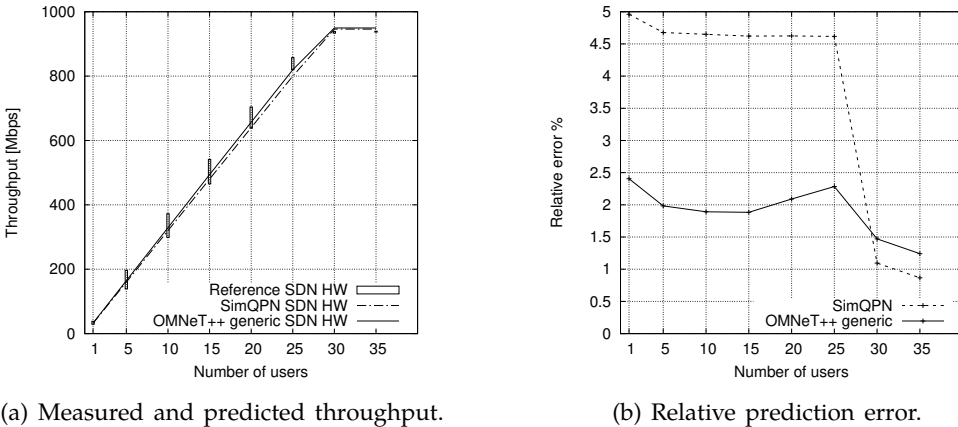 1000
800
600
400
200
0
Throughput [Mbps]
Reference SDN HW
SimQPN SDN HW
OMNeT++ generic SDN HW
1 5 10 15 20 25 30 35
Number of users
(a) Measured and predicted throughput.
5
4.5
4
3.5
3
2.5
2
1.5
1
0.5
0
Relative error %
SimQPN
OMNeT++ generic
1 5 10 15 20 25 30 35
Number of users
(b) Relative prediction error.